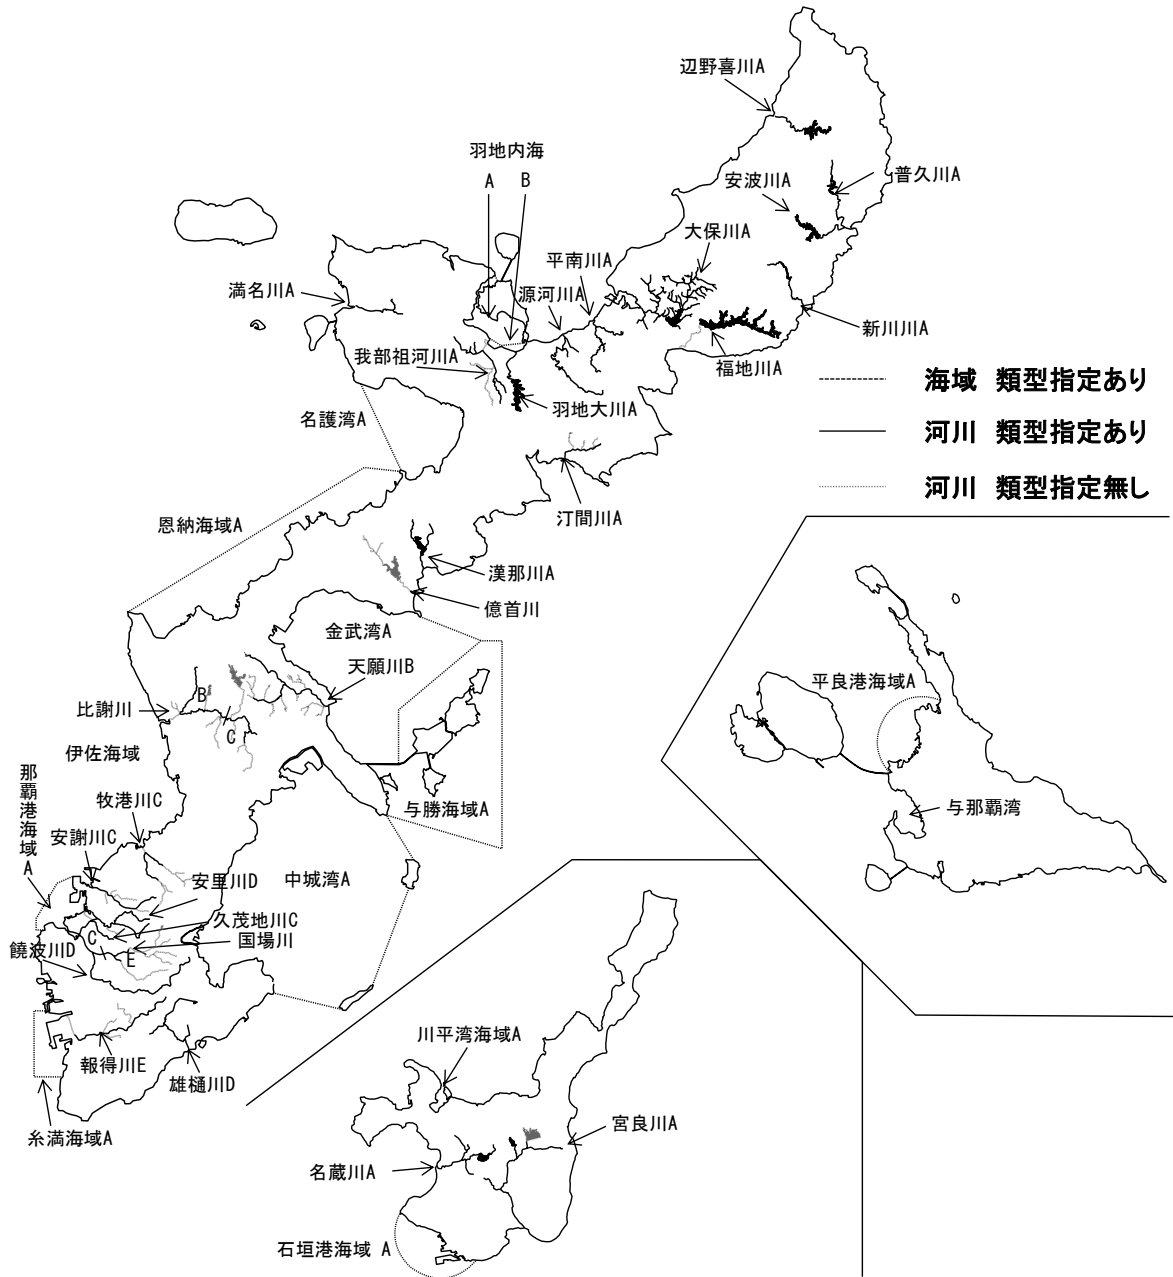 辺野喜川A
羽地内海
A
B
安波川A
普久川A
大保川A
平南川A
源河川A
満名川A
新川川A
我部祖河川A
福地川A
羽地大川A
名護湾A
海域 類型指定あり
河川 類型指定あり
河川 類型指定無し
汀間川A
恩納海域A
漢那川A
億首川
金武湾A
天願川B
B
比謝川
C
伊佐海域
平良港海域A
与那覇湾
那覇港海域A
牧港川C
与勝海域A
安謝川C
安里川D
中城湾A
久茂地川C
C
国場川
饒波川D
E
報得川E
雄樋川D
糸満海域A
川平湾海域A
宮良川A
名蔵川A
石垣港海域 A